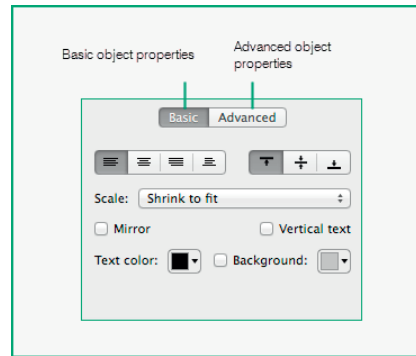 Basic object properties
Advanced object
properties
Basic
Advanced
Scale: Shrink to fit
Mirror
Vertical text
Text color:
Background: